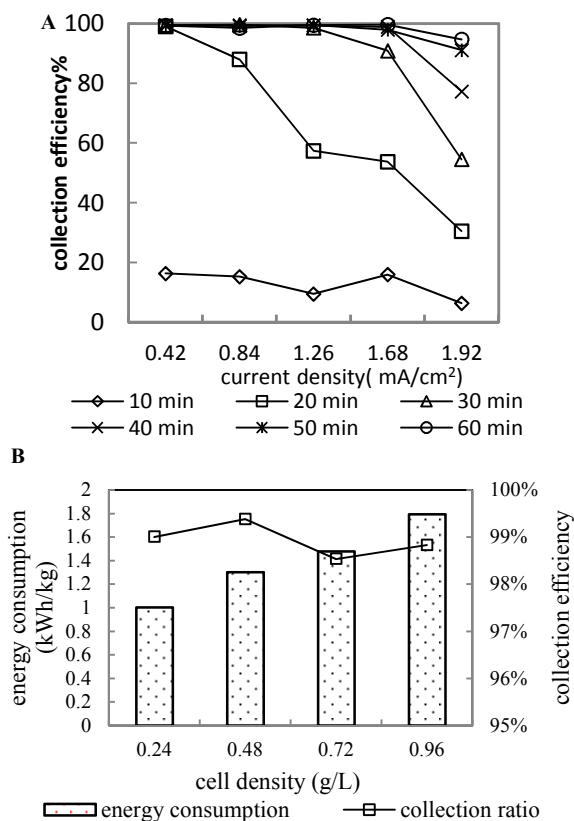 A
collection efficiency%
100
80
60
40
20
0
0.42 0.84 1.26 1.68 1.92
current density( mA/cm²)
10 min 20 min 30 min
40 min 50 min 60 min
B
energy consumption
(kWh/kg)
2
1.8
1.6
1.4
1.2
1
0.8
0.6
0.4
0.2
0
100%
99%
98%
97%
96%
95%
collection efficiency
0.24 0.48 0.72 0.96
cell density (g/L)
energy consumption collection ratio